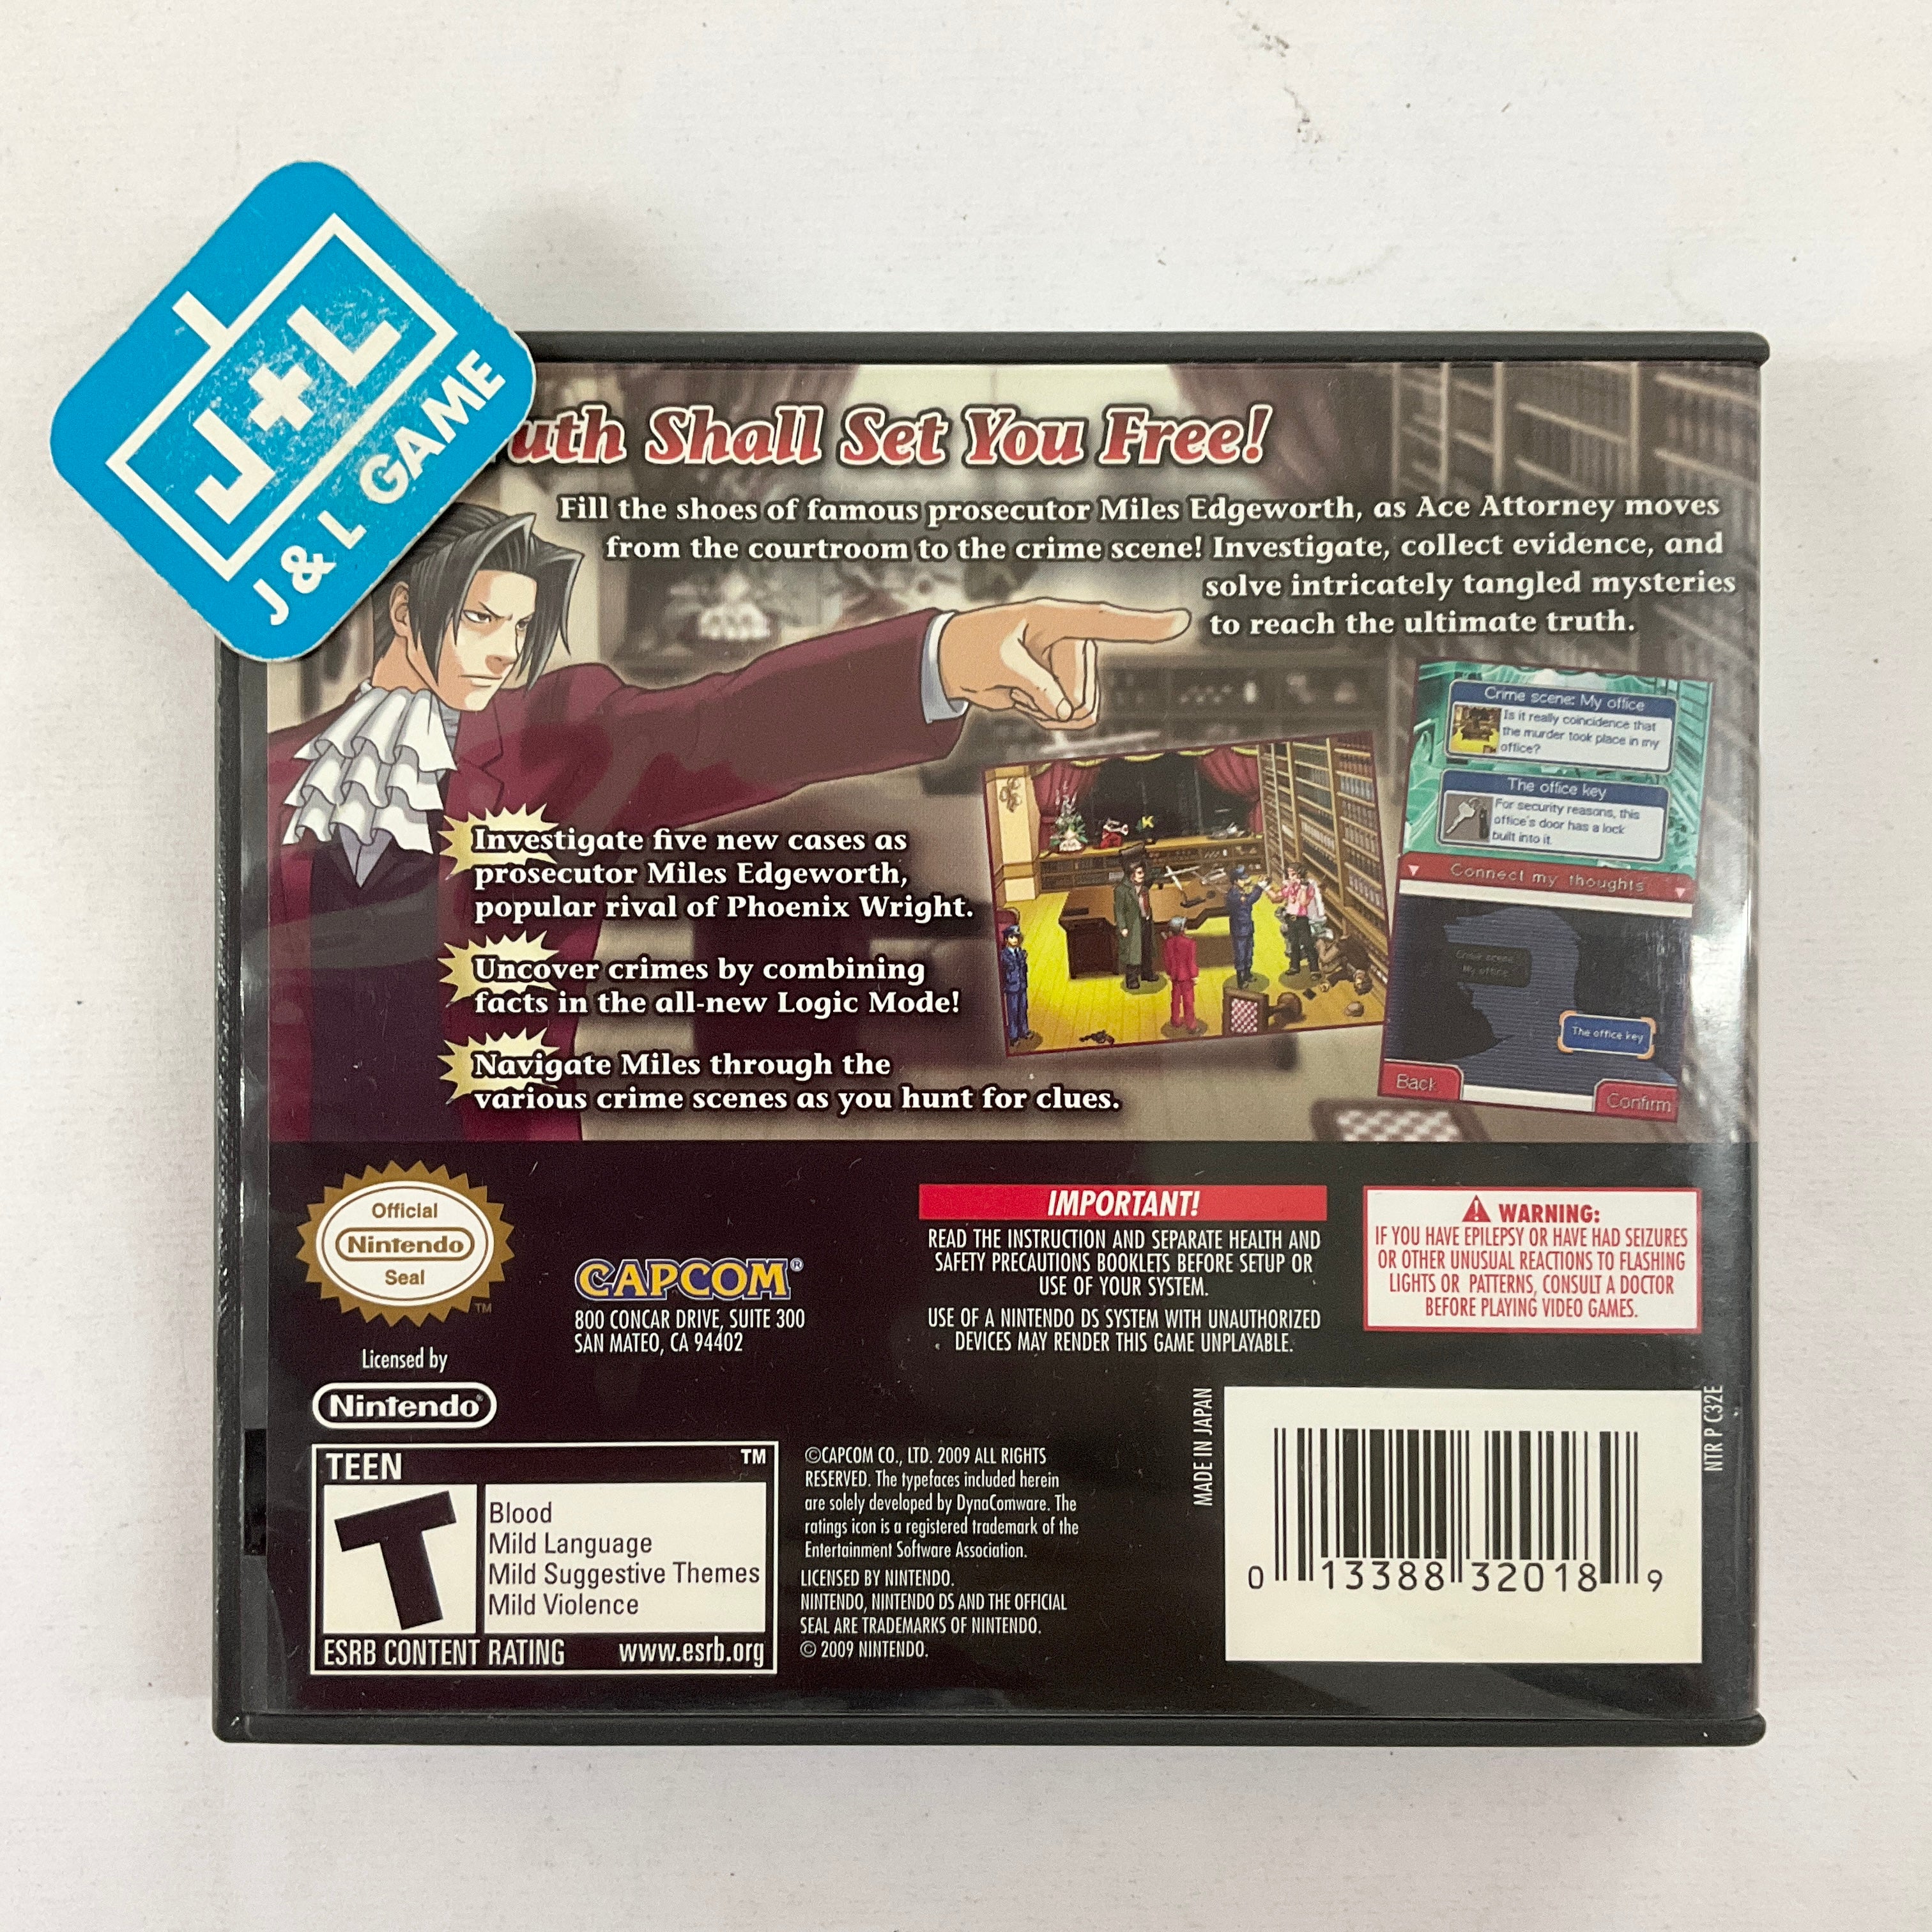 J+L
J & L GAME
Shall Set You Free!
Fill the shoes of famous prosecutor Miles Edgeworth, as Ace Attorney moves
from the courtroom to the crime scene! Investigate, collect evidence, and
solve intricately tangled mysteries
to reach the ultimate truth.
Crime scene: My office
Is it really coincidence that
the murder took place in my
office?
The office key
For security reasons, this
office's door has a lock
built into it.
Connect my thoughts
Crime scene:
My office
The office key
Back
Confirm
Investigate five new cases as
prosecutor Miles Edgeworth,
popular rival of Phoenix Wright.
Uncover crimes by combining
facts in the all-new Logic Mode!
Navigate Miles through the
various crime scenes as you hunt for clues.
Official
Nintendo
Seal
TM
Licensed by
Nintendo®
CAPCOM®
800 CONCAR DRIVE, SUITE 300
SAN MATEO, CA 94402
IMPORTANT!
READ THE INSTRUCTION AND SEPARATE HEALTH AND
SAFETY PRECAUTIONS BOOKLETS BEFORE SETUP OR
USE OF YOUR SYSTEM.
USE OF A NINTENDO DS SYSTEM WITH UNAUTHORIZED
DEVICES MAY RENDER THIS GAME UNPLAYABLE.
WARNING:
IF YOU HAVE EPILEPSY OR HAVE HAD SEIZURES
OR OTHER UNUSUAL REACTIONS TO FLASHING
LIGHTS OR PATTERNS, CONSULT A DOCTOR
BEFORE PLAYING VIDEO GAMES.
TEEN TM
T
Blood
Mild Language
Mild Suggestive Themes
Mild Violence
ESRB CONTENT RATING www.esrb.org
©CAPCOM CO., LTD. 2009 ALL RIGHTS
RESERVED. The typefaces included herein
are solely developed by DynaComware. The
ratings icon is a registered trademark of the
Entertainment Software Association.
LICENSED BY NINTENDO.
NINTENDO, NINTENDO DS AND THE OFFICIAL
SEAL ARE TRADEMARKS OF NINTENDO.
© 2009 NINTENDO.
MADE IN JAPAN
NTR P C32E
0 13388 32018 9